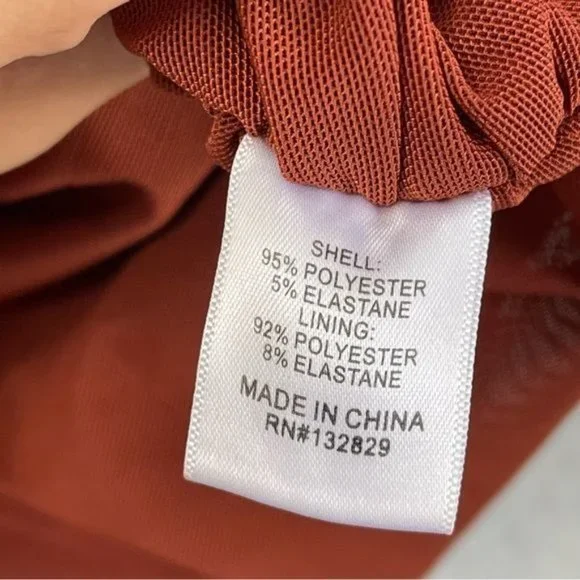 SHELL:
95% POLYESTER
5% ELASTANE
LINING:
92% POLYESTER
8% ELASTANE
MADE IN CHINA
RN#132829